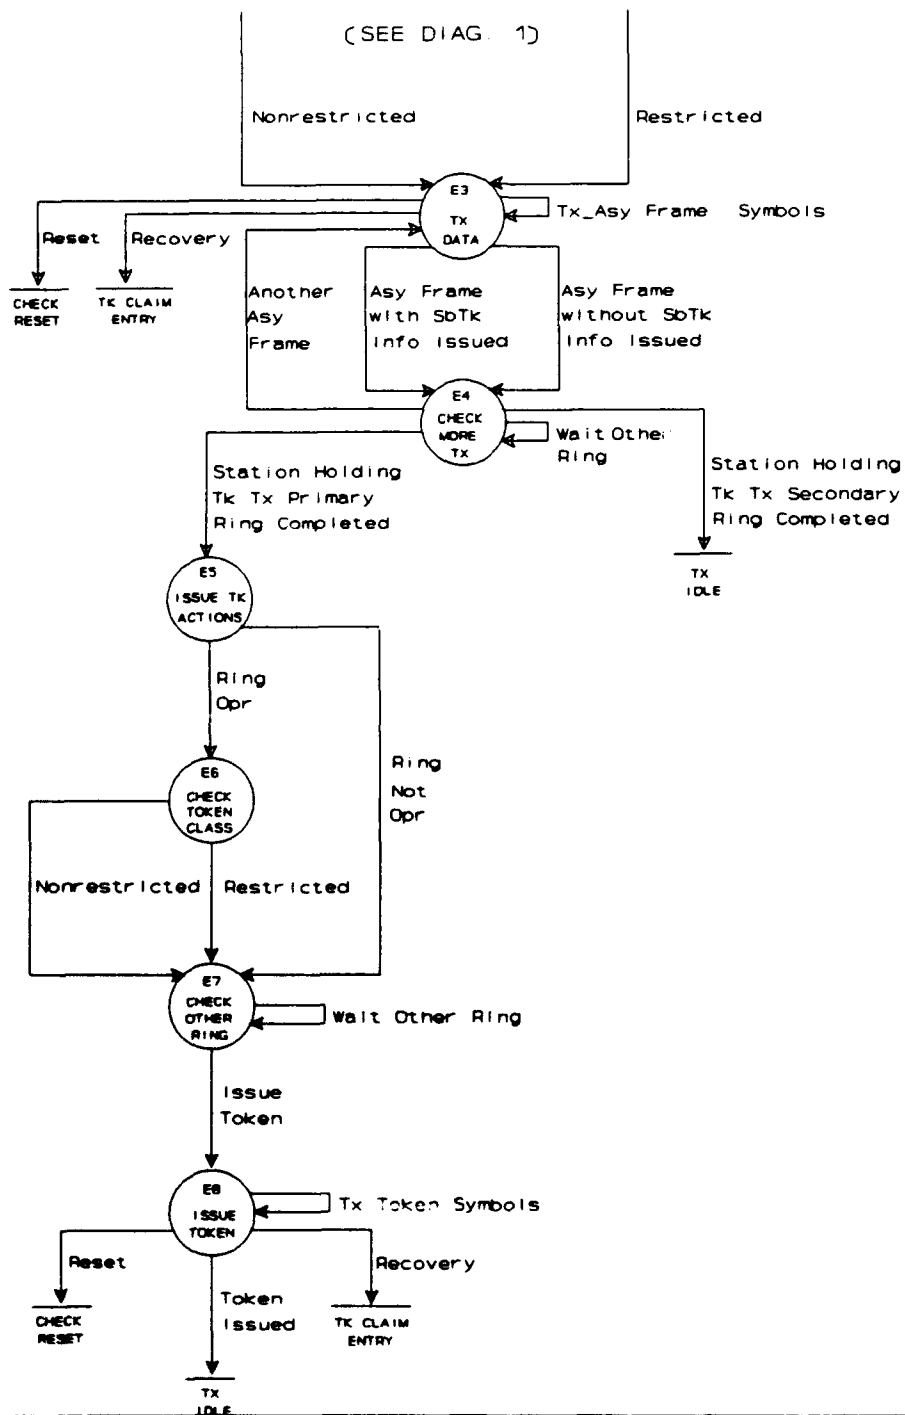 (SEE DIAG. 1)
Nonrestricted
Restricted
E3
TX
DATA
Tx_Asy Frame Symbols
Reset
Recovery
CHECK
RESET
TK CLAIM
ENTRY
Another
Asy
Frame
Asy Frame
with SbTk
Info Issued
Asy Frame
without SbTk
Info Issued
E4
CHECK
MORE
TX
Wait Other
Ring
Station Holding
Tk Tx Primary
Ring Completed
Station Holding
Tk Tx Secondary
Ring Completed
TX
IDLE
E5
ISSUE TK
ACTIONS
Ring
Opr
Ring
Not
Opr
E6
CHECK
TOKEN
CLASS
Nonrestricted
Restricted
E7
CHECK
OTHER
RING
Wait Other Ring
Issue
Token
E8
ISSUE
TOKEN
Tx Token Symbols
Reset
Recovery
CHECK
RESET
Token
Issued
TK CLAIM
ENTRY
TX
IDLE